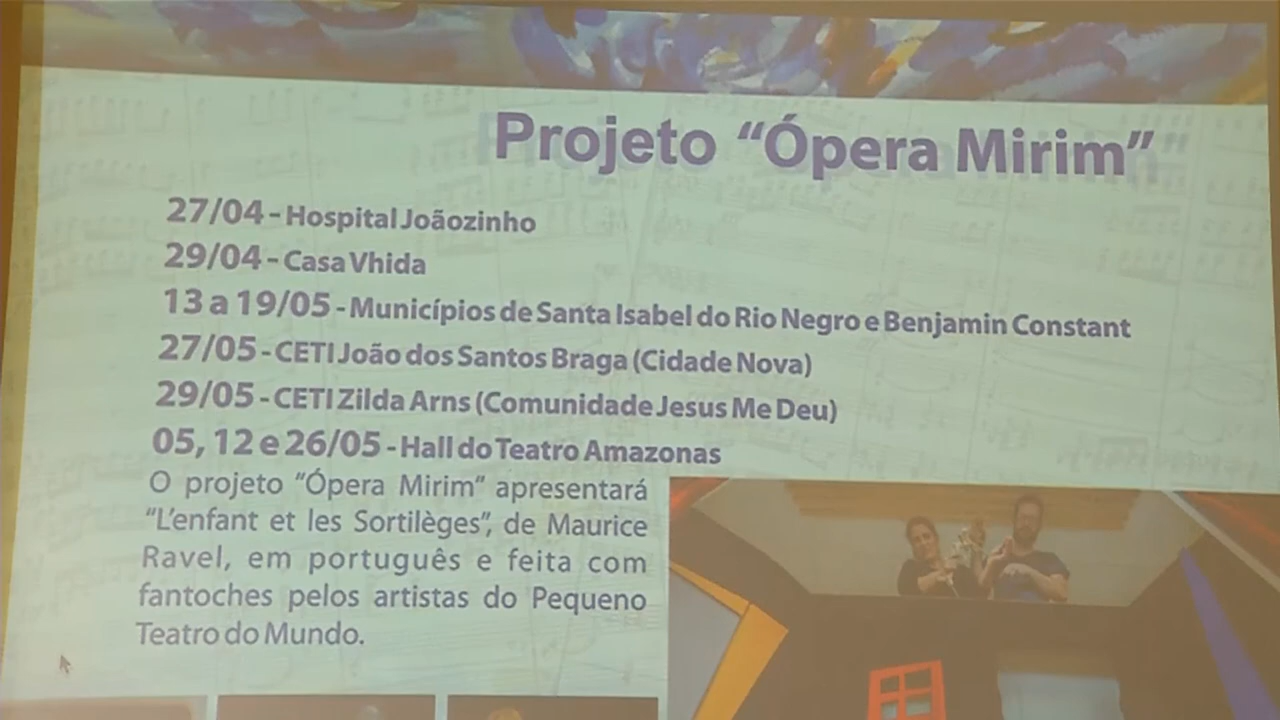 Projeto “Ópera Mirim”
27/04 - Hospital Joãozinho
29/04 - Casa Vhida
13 a 19/05 - Municípios de Santa Isabel do Rio Negro e Benjamin Constant
27/05 - CETI João dos Santos Braga (Cidade Nova)
29/05 - CETI Zilda Arns (Comunidade Jesus Me Deu)
05, 12 e 26/05 - Hall do Teatro Amazonas
O projeto “Ópera Mirim” apresentará
“L’enfant et les Sortilèges”, de Maurice
Ravel, em português e feita com
fantoches pelos artistas do Pequeno
Teatro do Mundo.